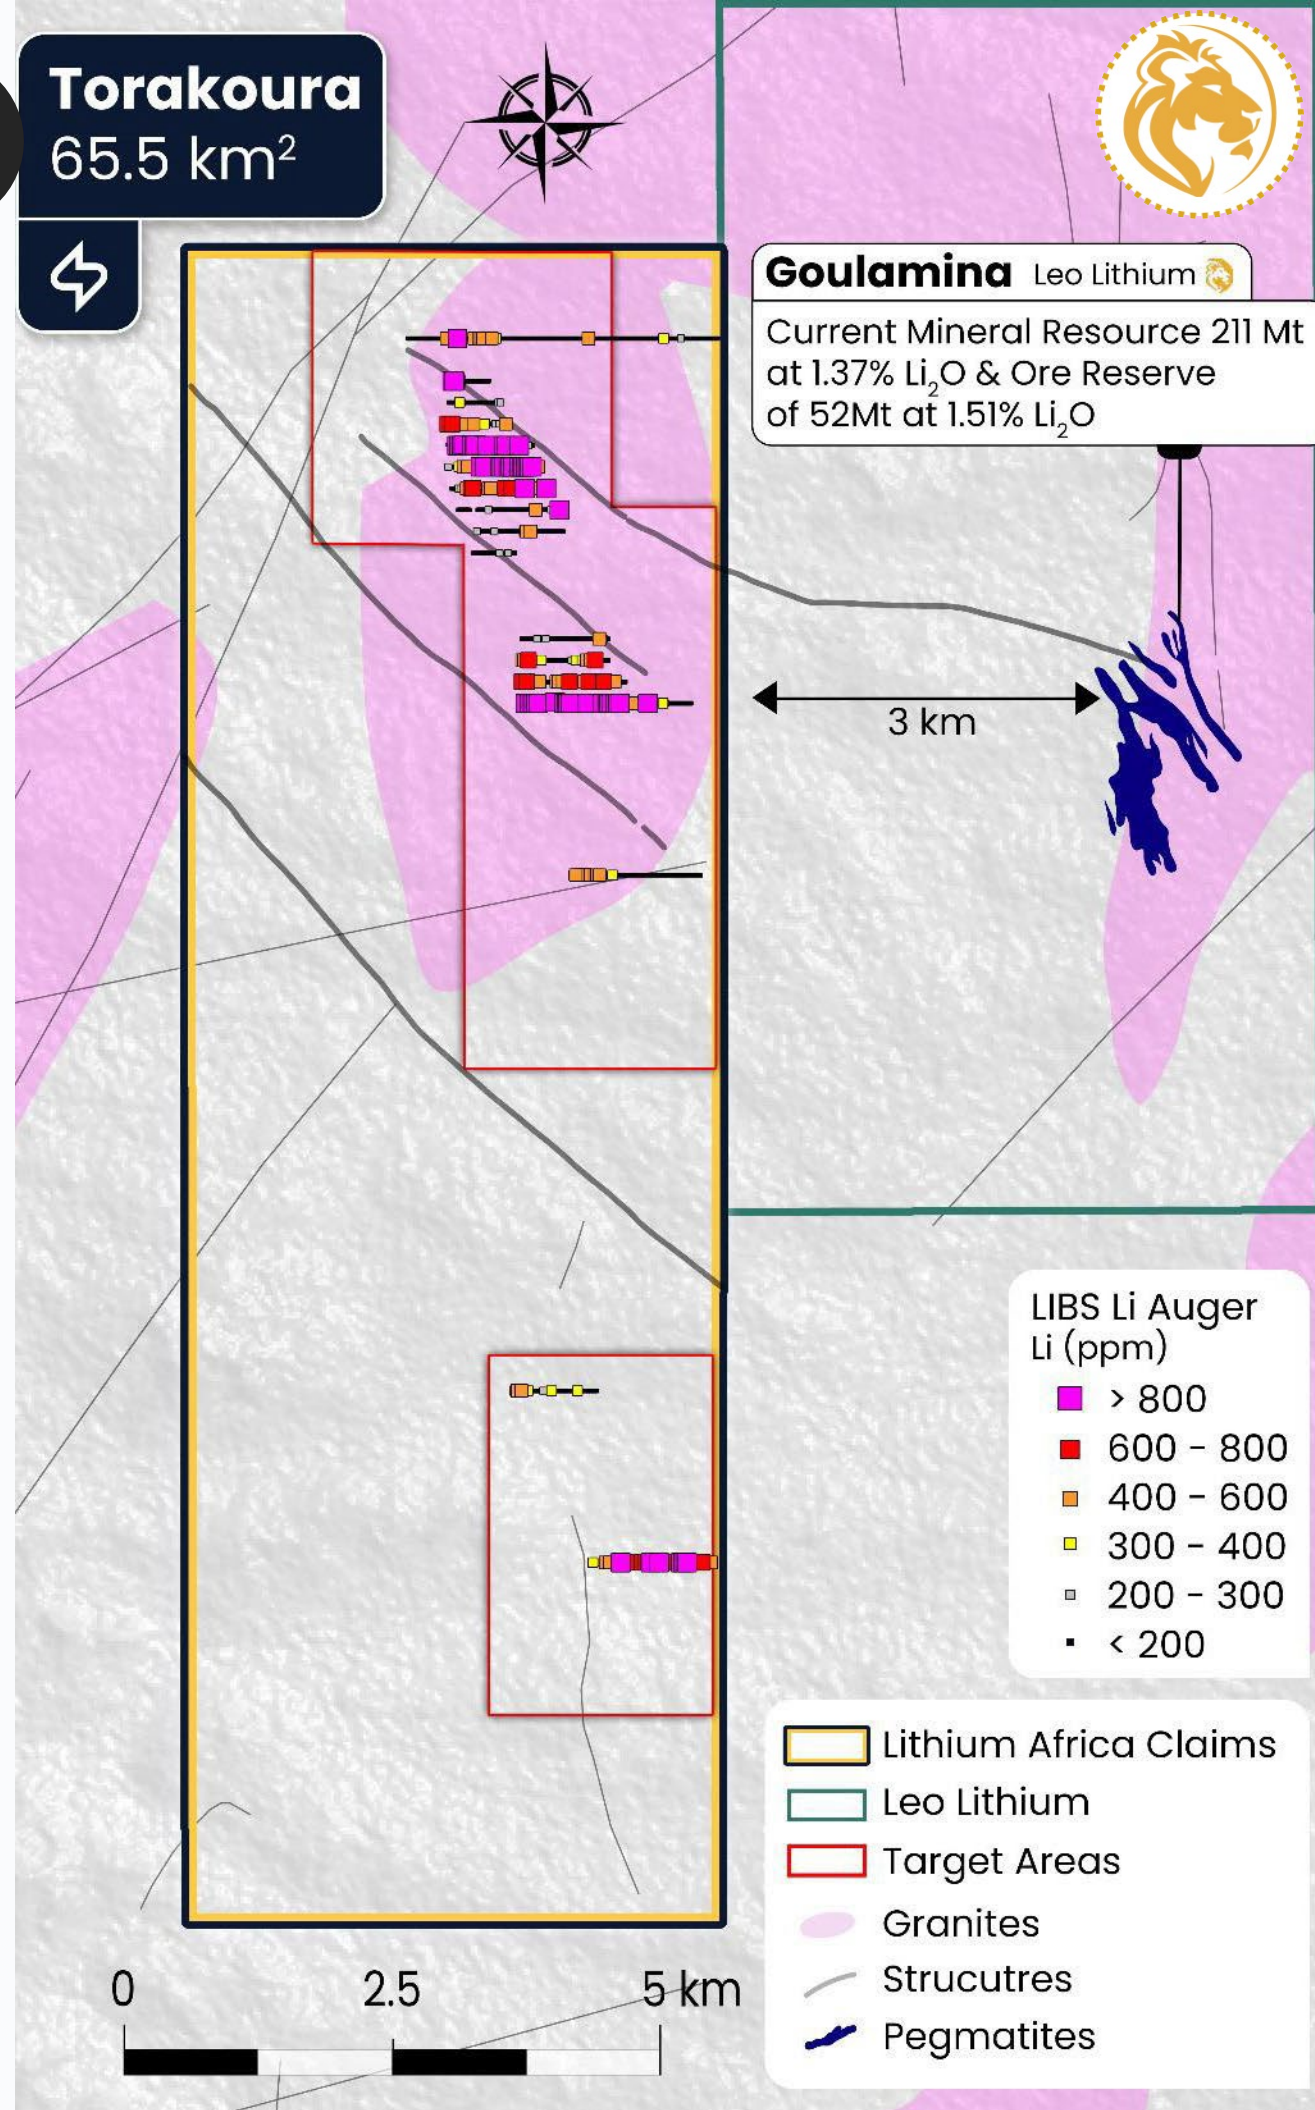 Torakoura
65.5 km²
Goulamina Leo Lithium
Current Mineral Resource 211 Mt
at 1.37% Li₂O & Ore Reserve
of 52Mt at 1.51% Li₂O
3 km
LIBS Li Auger
Li (ppm)
> 800
600 - 800
400 - 600
300 - 400
200 - 300
< 200
Lithium Africa Claims
Leo Lithium
Target Areas
Granites
Strucutres
Pegmatites
0 2.5 5 km